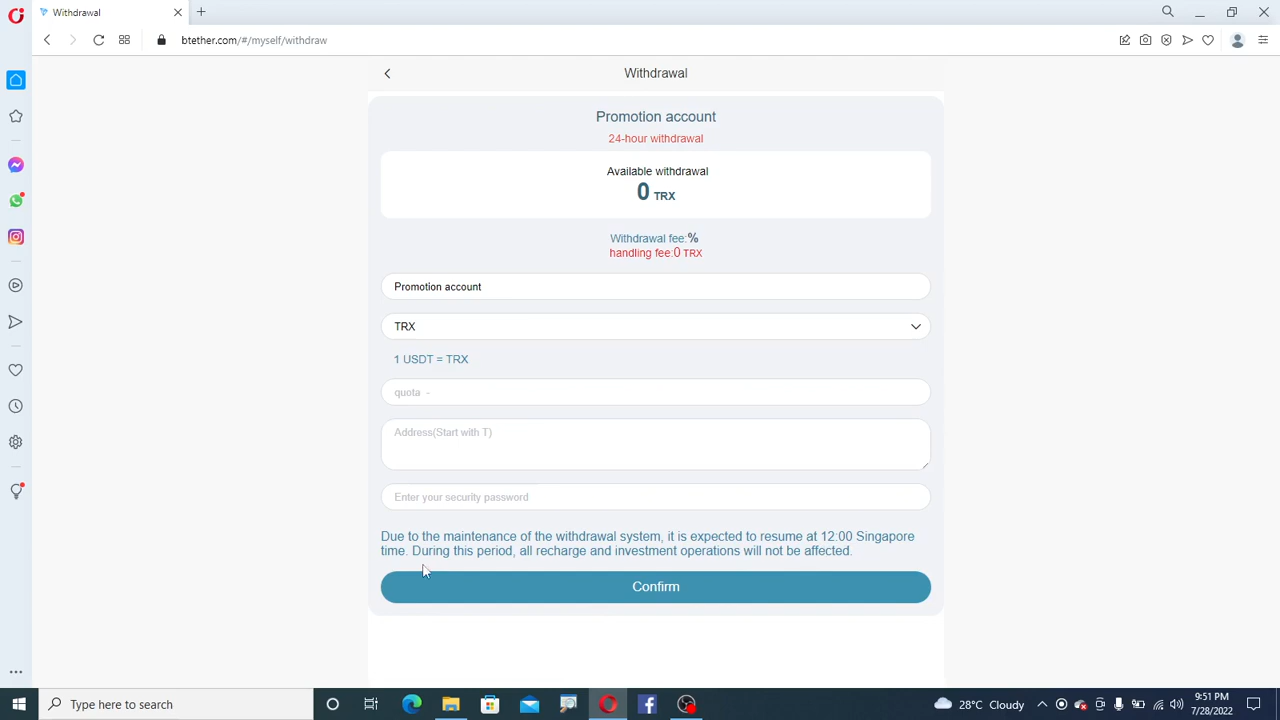 Withdrawal
btether.com/#/myself/withdraw
Withdrawal
Promotion account
24-hour withdrawal
Available withdrawal
0 TRX
Withdrawal fee:%
handling fee:0 TRX
Promotion account
TRX
1 USDT = TRX
quota -
Address(Start with T)
Enter your security password
Due to the maintenance of the withdrawal system, it is expected to resume at 12:00 Singapore
time. During this period, all recharge and investment operations will not be affected.
Confirm
Type here to search
28°C Cloudy
9:51 PM
7/28/2022